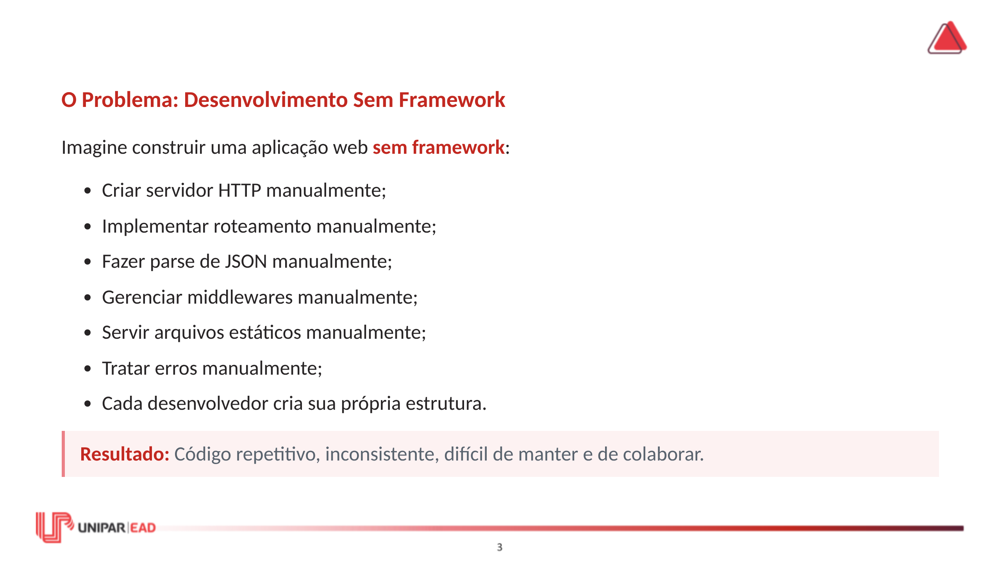 O Problema: Desenvolvimento Sem Framework
Imagine construir uma aplicação web sem framework:
• Criar servidor HTTP manualmente;
• Implementar roteamento manualmente;
• Fazer parse de JSON manualmente;
• Gerenciar middlewares manualmente;
• Servir arquivos estáticos manualmente;
• Tratar erros manualmente;
• Cada desenvolvedor cria sua própria estrutura.
Resultado: Código repetitivo, inconsistente, difícil de manter e de colaborar.
UNIPAR|EAD
3